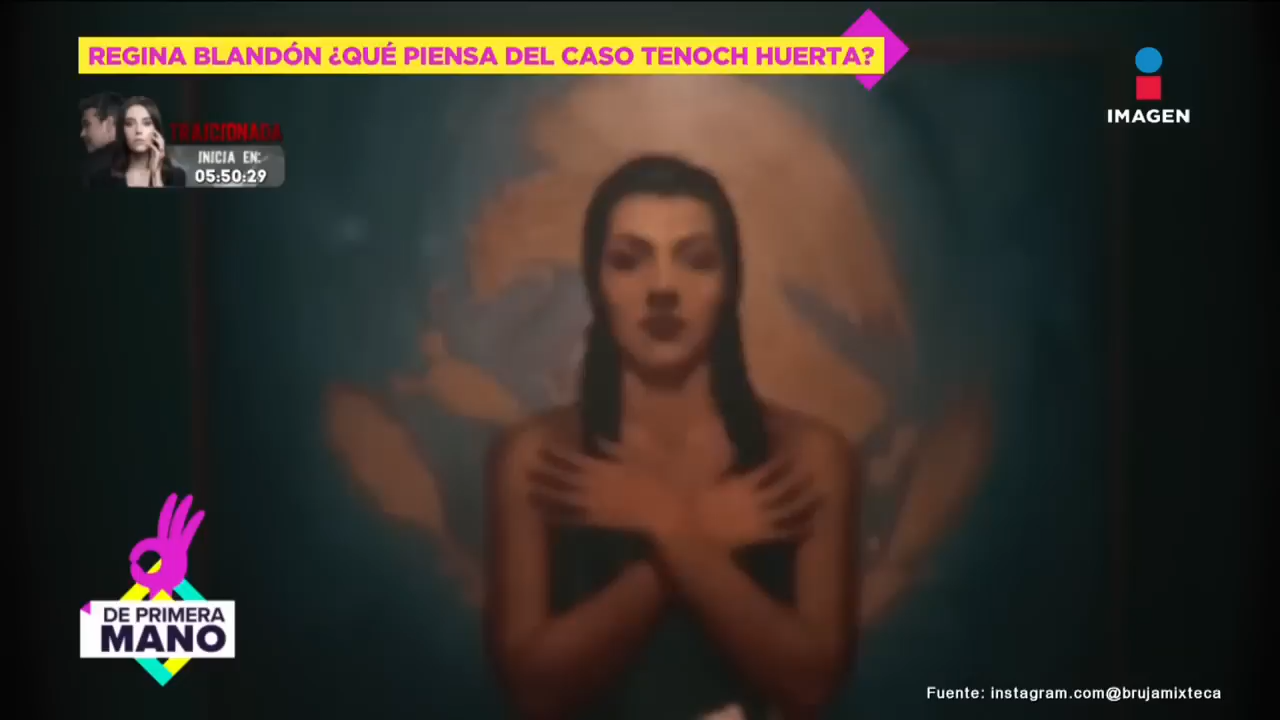 REGINA BLANDÓN ¿QUÉ PIENSA DEL CASO TENOCH HUERTA?
IMAGEN
TRAICIONADA
INICIA EN:
05:50:29
DE PRIMERA
MANO
Fuente: instagram.com@brujamixteca